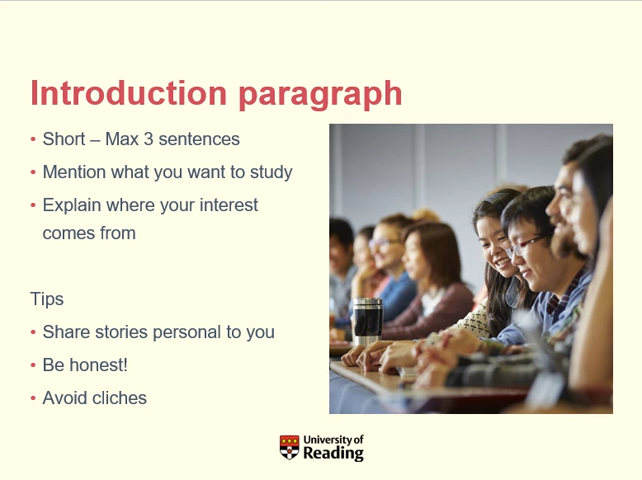 Introduction paragraph
• Short – Max 3 sentences
• Mention what you want to study
• Explain where your interest
comes from
Tips
• Share stories personal to you
• Be honest!
• Avoid cliches
University of
Reading